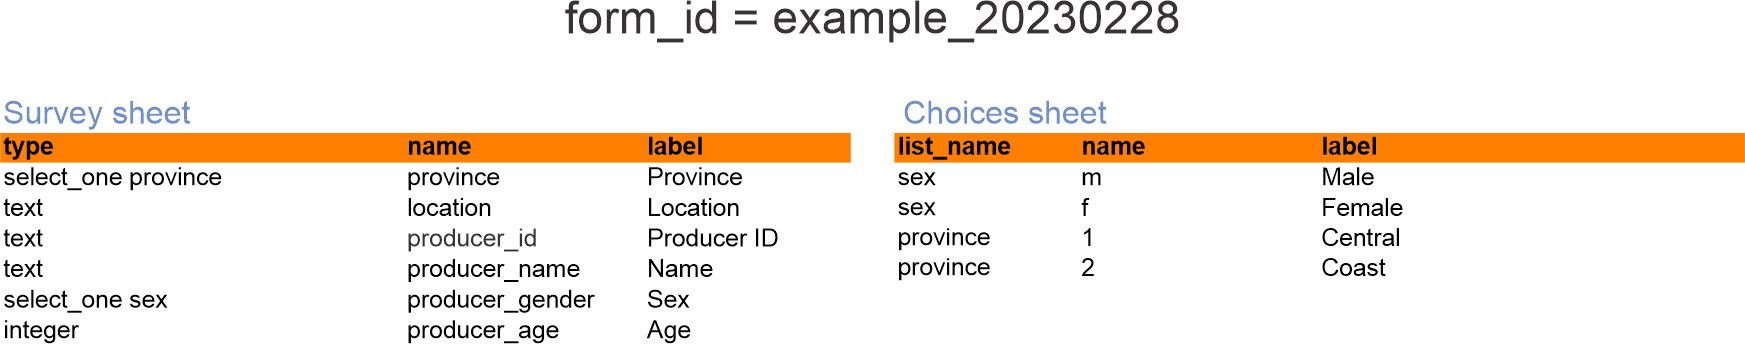 form_id = example_20230228
Survey sheet
type name label
select_one province province Province
text location Location
text producer_id Producer ID
text producer_name Name
select_one sex producer_gender Sex
integer producer_age Age
Choices sheet
list_name name label
sex m Male
sex f Female
province 1 Central
province 2 Coast